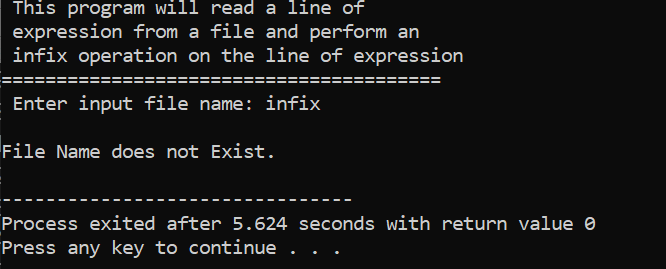 This program will read a line of
expression from a file and perform an
infix operation on the line of expression
========================================
Enter input file name: infix
File Name does not Exist.
--------------------------------
Process exited after 5.624 seconds with return value 0
Press any key to continue . . .